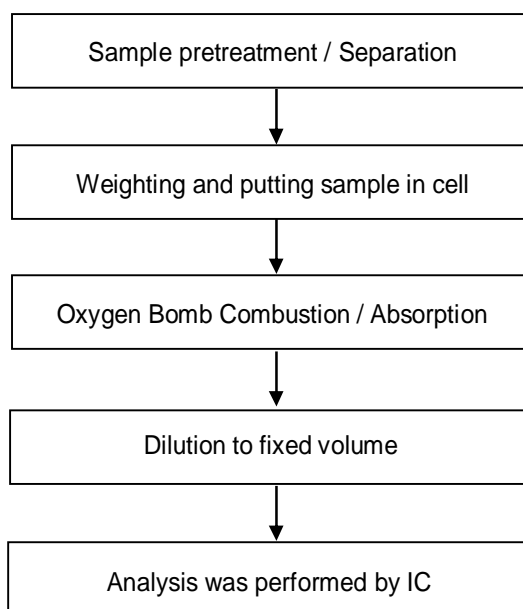 Sample pretreatment / Separation
Weighting and putting sample in cell
Oxygen Bomb Combustion / Absorption
Dilution to fixed volume
Analysis was performed by IC